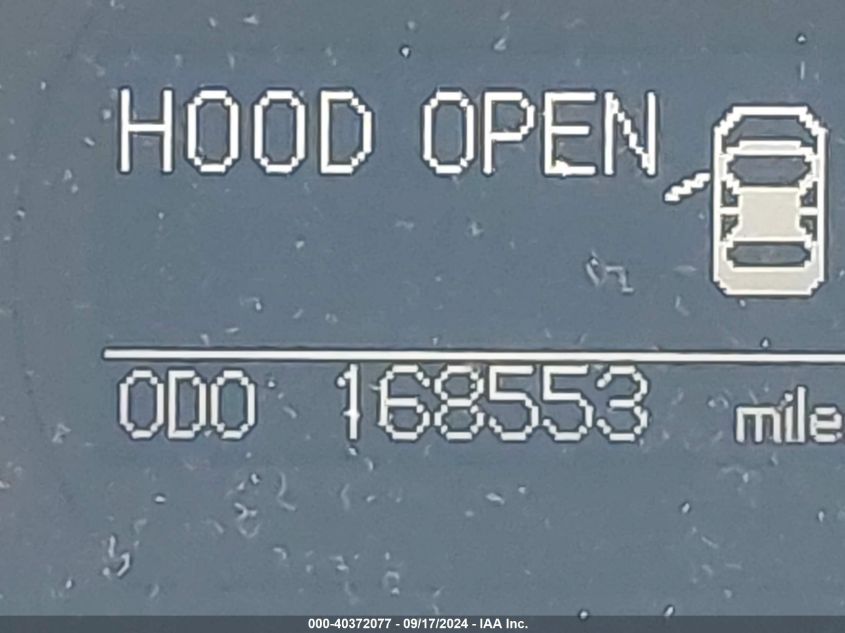 HOOD OPEN
ODO 168553 mile
000-40372077 - 09/17/2024 - IAA Inc.